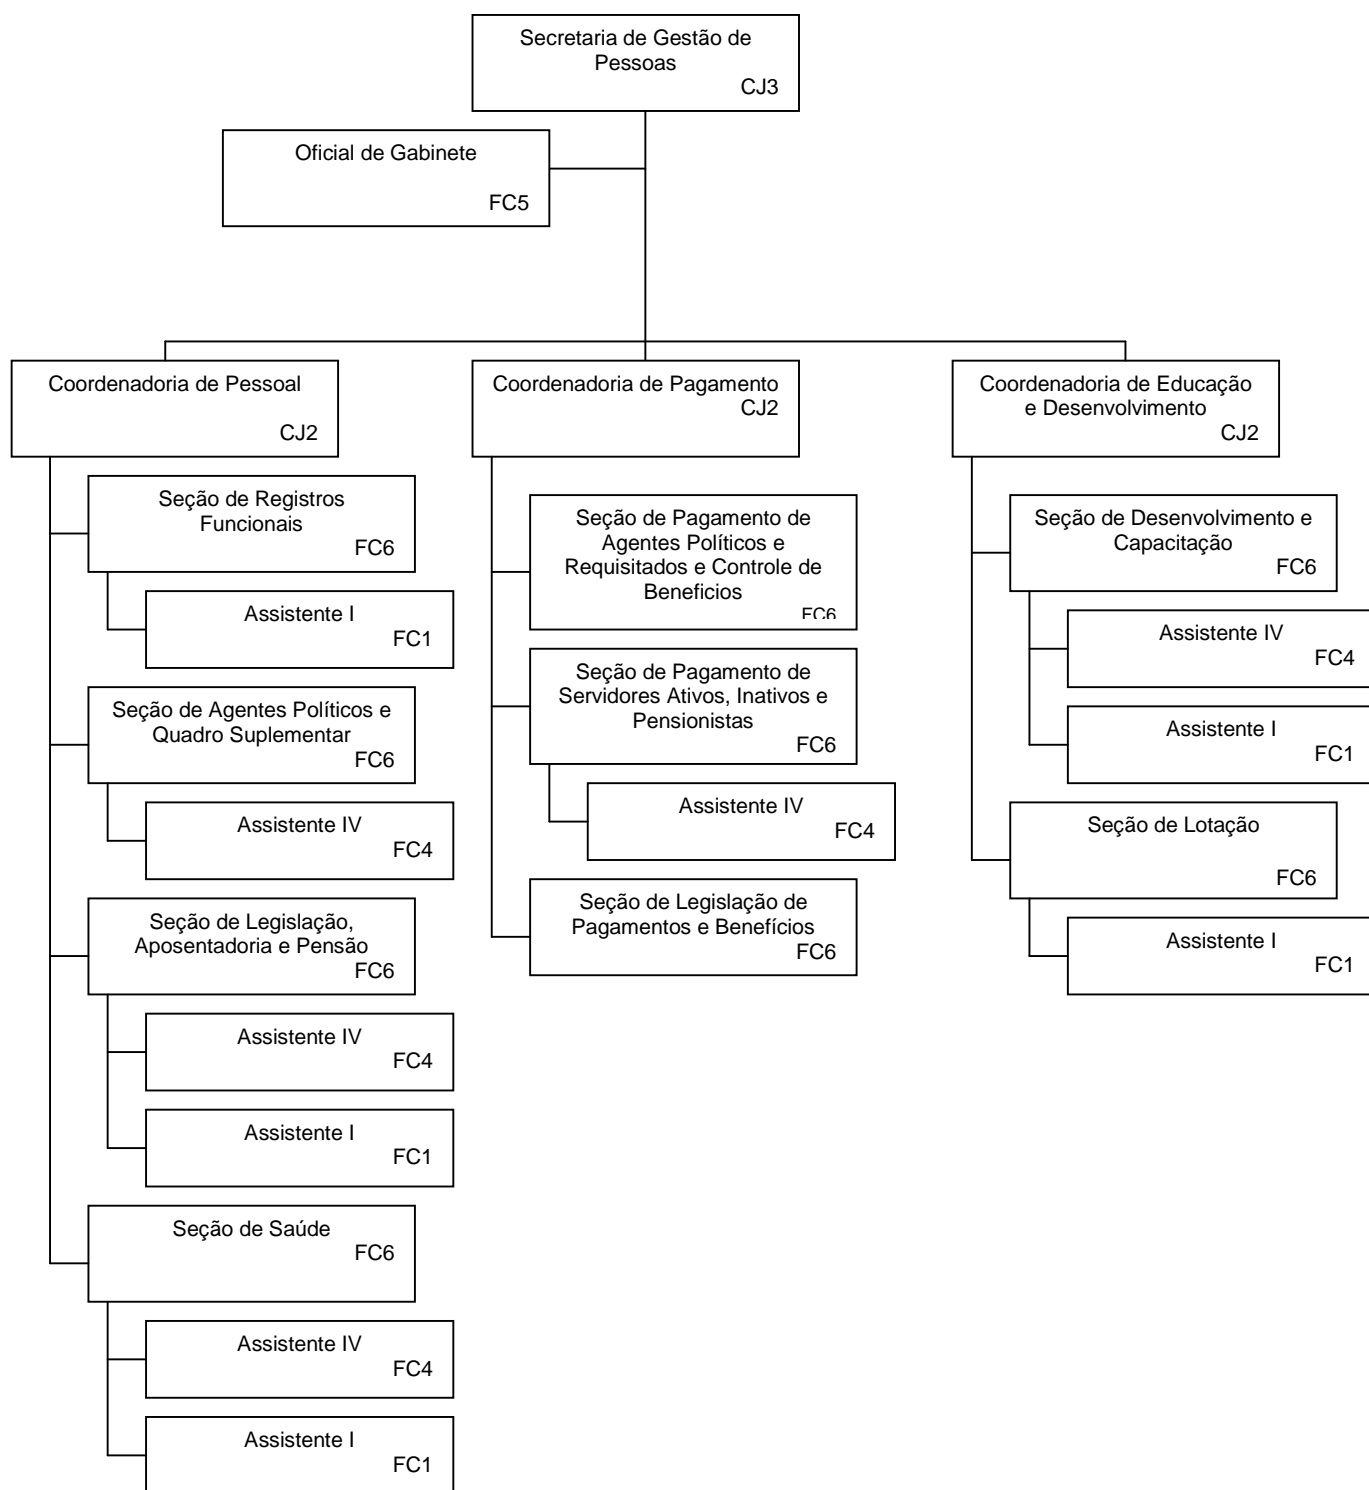 Secretaria de Gestão de
Pessoas
CJ3
Oficial de Gabinete
FC5
Coordenadoria de Pessoal
CJ2
Seção de Registros
Funcionais
FC6
Assistente I
FC1
Seção de Agentes Políticos e
Quadro Suplementar
FC6
Assistente IV
FC4
Seção de Legislação,
Aposentadoria e Pensão
FC6
Assistente IV
FC4
Assistente I
FC1
Seção de Saúde
FC6
Assistente IV
FC4
Assistente I
FC1
Coordenadoria de Pagamento
CJ2
Seção de Pagamento de
Agentes Políticos e
Requisitados e Controle de
Beneficios
FC6
Seção de Pagamento de
Servidores Ativos, Inativos e
Pensionistas
FC6
Assistente IV
FC4
Seção de Legislação de
Pagamentos e Benefícios
FC6
Coordenadoria de Educação
e Desenvolvimento
CJ2
Seção de Desenvolvimento e
Capacitação
FC6
Assistente IV
FC4
Assistente I
FC1
Seção de Lotação
FC6
Assistente I
FC1